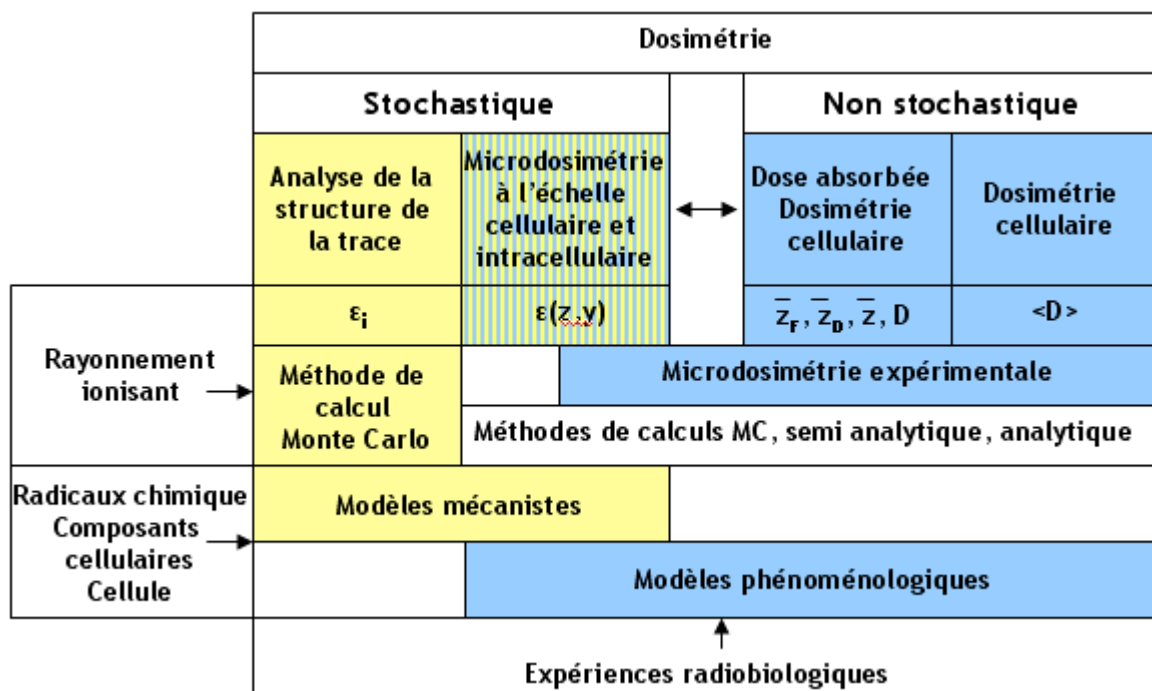 Dosimétrie
Stochastique
Non stochastique
Analyse de la
structure de
la trace
Microdosimétrie
à l'échelle
cellulaire et
intracellulaire
Dose absorbée
Dosimétrie
cellulaire
Dosimétrie
cellulaire
εi
ε(z,y)
z̅F, z̅D, z̅, D
<D>
Rayonnement
ionisant
Méthode de
calcul
Monte Carlo
Microdosimétrie expérimentale
Méthodes de calculs MC, semi analytique, analytique
Radicaux chimique
Composants
cellulaires
Cellule
Modèles mécanistes
Modèles phénoménologiques
Expériences radiobiologiques